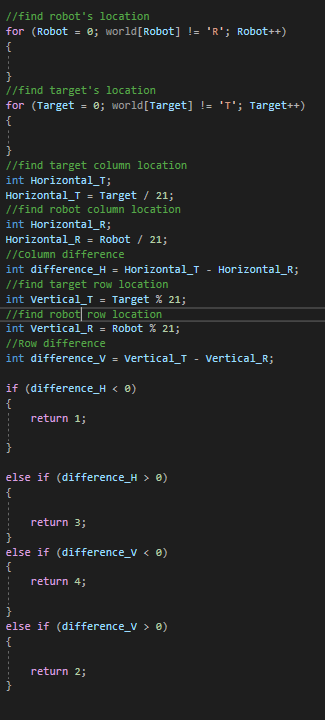 //find robot's location
for (Robot = 0; world[Robot] != 'R'; Robot++)
{
}
//find target's location
for (Target = 0; world[Target] != 'T'; Target++)
{
}
//find target column location
int Horizontal_T;
Horizontal_T = Target / 21;
//find robot column location
int Horizontal_R;
Horizontal_R = Robot / 21;
//Column difference
int difference_H = Horizontal_T - Horizontal_R;
//find target row location
int Vertical_T = Target % 21;
//find robot row location
int Vertical_R = Robot % 21;
//Row difference
int difference_V = Vertical_T - Vertical_R;
if (difference_H < 0)
{
return 1;
}
else if (difference_H > 0)
{
return 3;
}
else if (difference_V < 0)
{
return 4;
}
else if (difference_V > 0)
{
return 2;
}